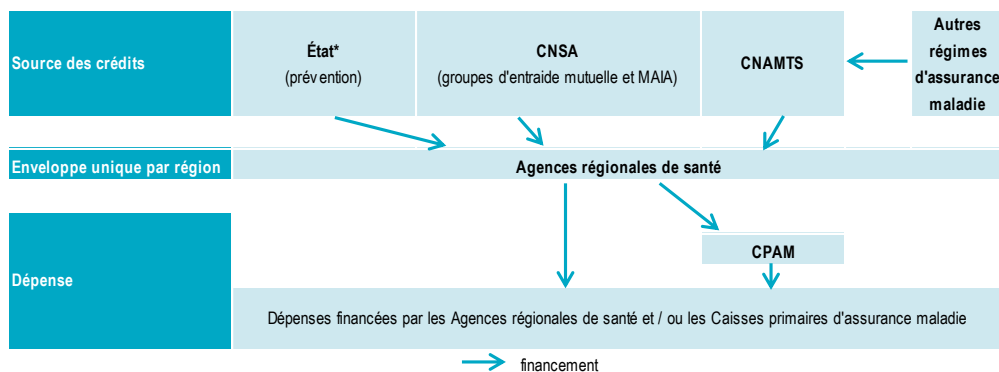 Source des crédits
État*
(prévention)
CNSA
(groupes d'entraide mutuelle et MAIA)
CNAMTS
Autres
régimes
d'assurance
maladie
Enveloppe unique par région
Agences régionales de santé
Dépense
CPAM
Dépenses financées par les Agences régionales de santé et / ou les Caisses primaires d'assurance maladie
financement